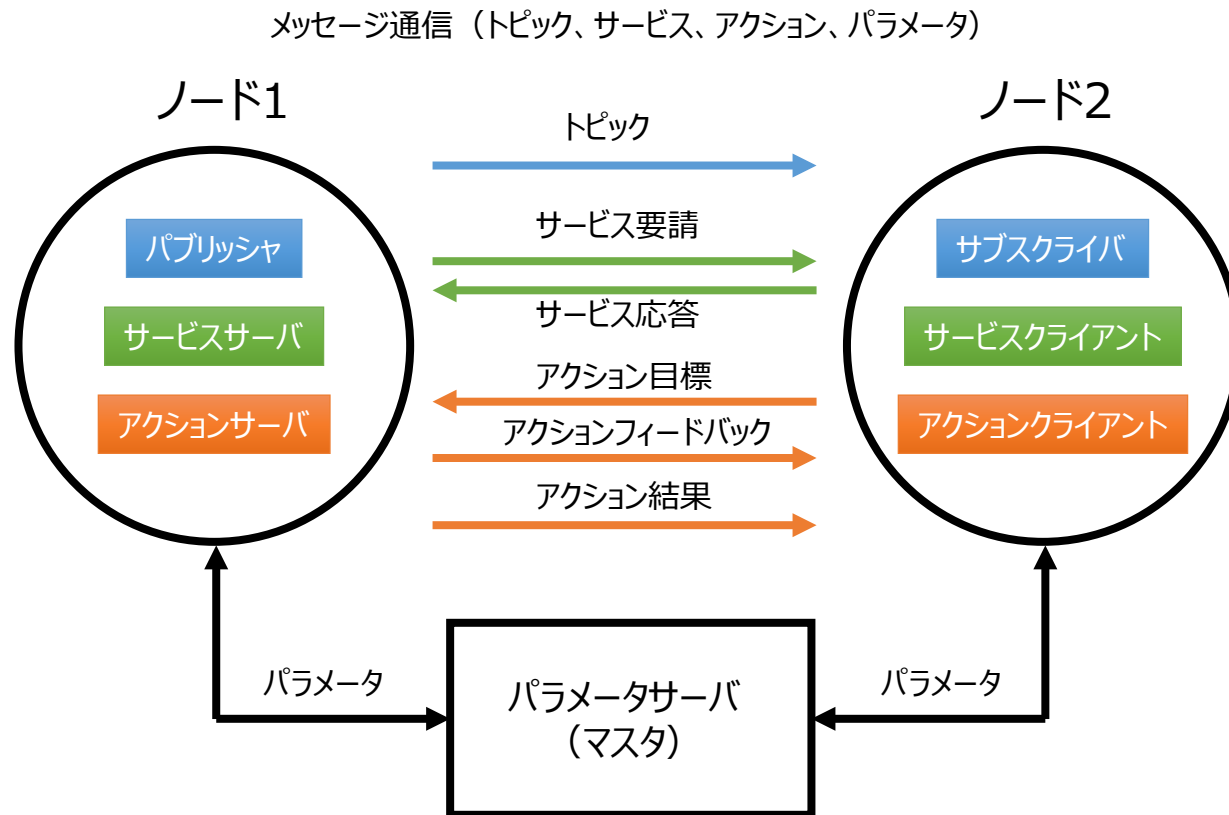 メッセージ通信（トピック、サービス、アクション、パラメータ）
ノード1
ノード2
トピック
パブリッシャ
サービス要請
サブスクライバ
サービスサーバ
サービス応答
サービスクライアント
アクション目標
アクションサーバ
アクションフィードバック
アクションクライアント
アクション結果
パラメータ
パラメータサーバ
（マスタ）
パラメータ